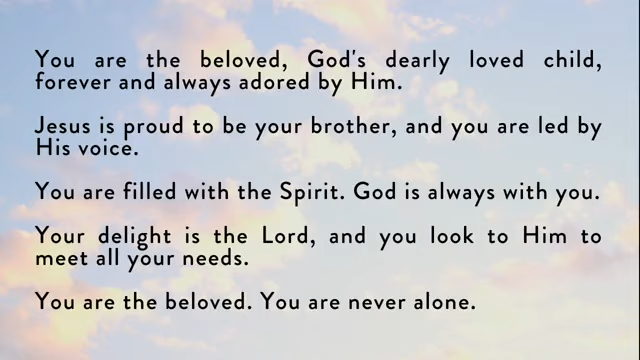 You are the beloved, God's dearly loved child,
forever and always adored by Him.
Jesus is proud to be your brother, and you are led by
His voice.
You are filled with the Spirit. God is always with you.
Your delight is the Lord, and you look to Him to
meet all your needs.
You are the beloved. You are never alone.